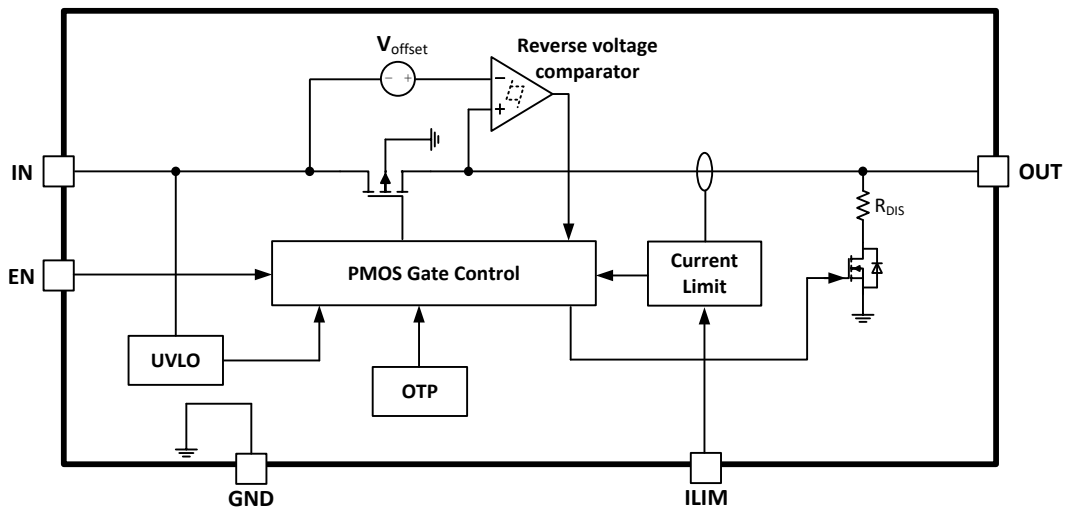 Voffset
Reverse voltage
comparator
− +
−
+
IN
OUT
RDIS
EN
PMOS Gate Control
Current
Limit
UVLO
OTP
GND
ILIM